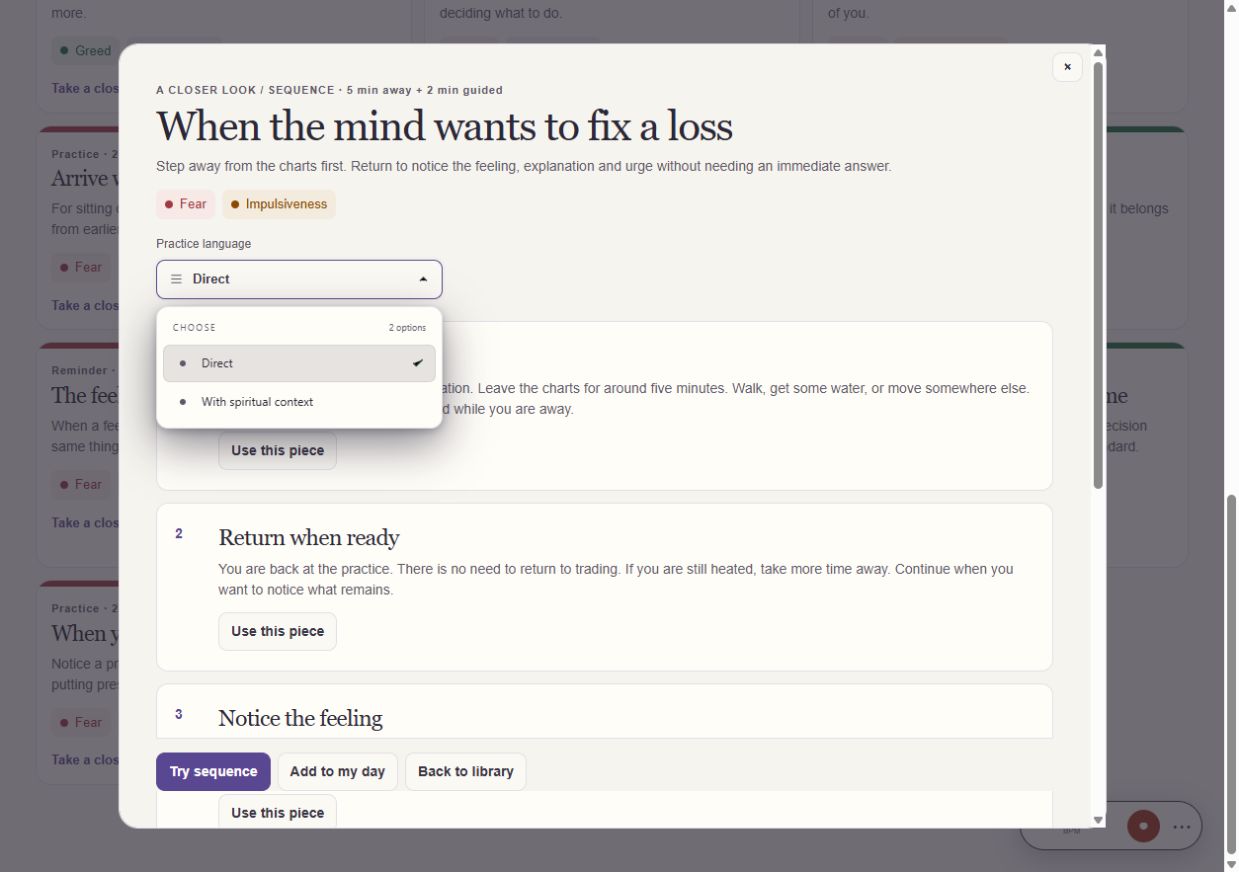 more.
deciding what to do.
of you.
Greed
Take a clos
A CLOSER LOOK / SEQUENCE · 5 min away + 2 min guided
×
When the mind wants to fix a loss
Step away from the charts first. Return to notice the feeling, explanation and urge without needing an immediate answer.
Fear
Impulsiveness
Practice language
Direct
CHOOSE
2 options
Direct
With spiritual context
ation. Leave the charts for around five minutes. Walk, get some water, or move somewhere else.
d while you are away.
Use this piece
2
Return when ready
You are back at the practice. There is no need to return to trading. If you are still heated, take more time away. Continue when you
want to notice what remains.
Use this piece
3
Notice the feeling
Try sequence
Add to my day
Back to library
Use this piece
Practice · 2
Arrive w
For sitting
from earlie
Fear
Take a clos
it belongs
Reminder ·
The fee
When a fee
same thing
Fear
Take a clos
me
ecision
dard.
Practice · 2
When y
Notice a pr
putting pres
Fear
Take a clos